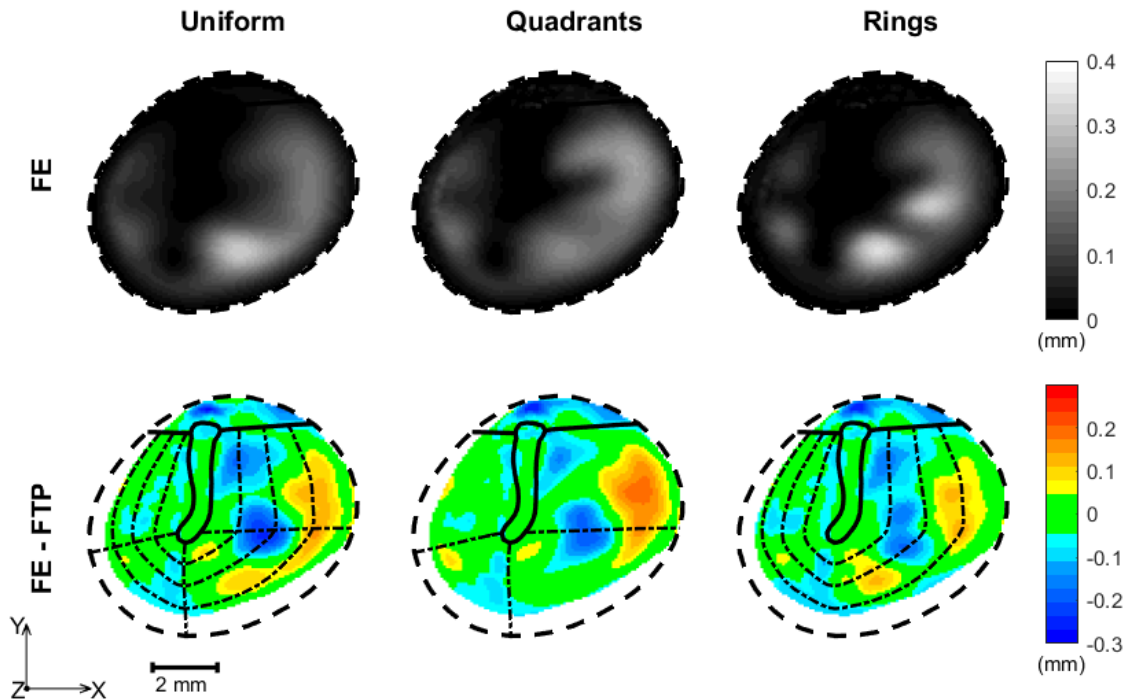 Uniform Quadrants Rings
FE
0.4
0.3
0.2
0.1
0
(mm)
FE - FTP
0.2
0.1
0
-0.1
-0.2
-0.3
(mm)
Y
Z X
2 mm